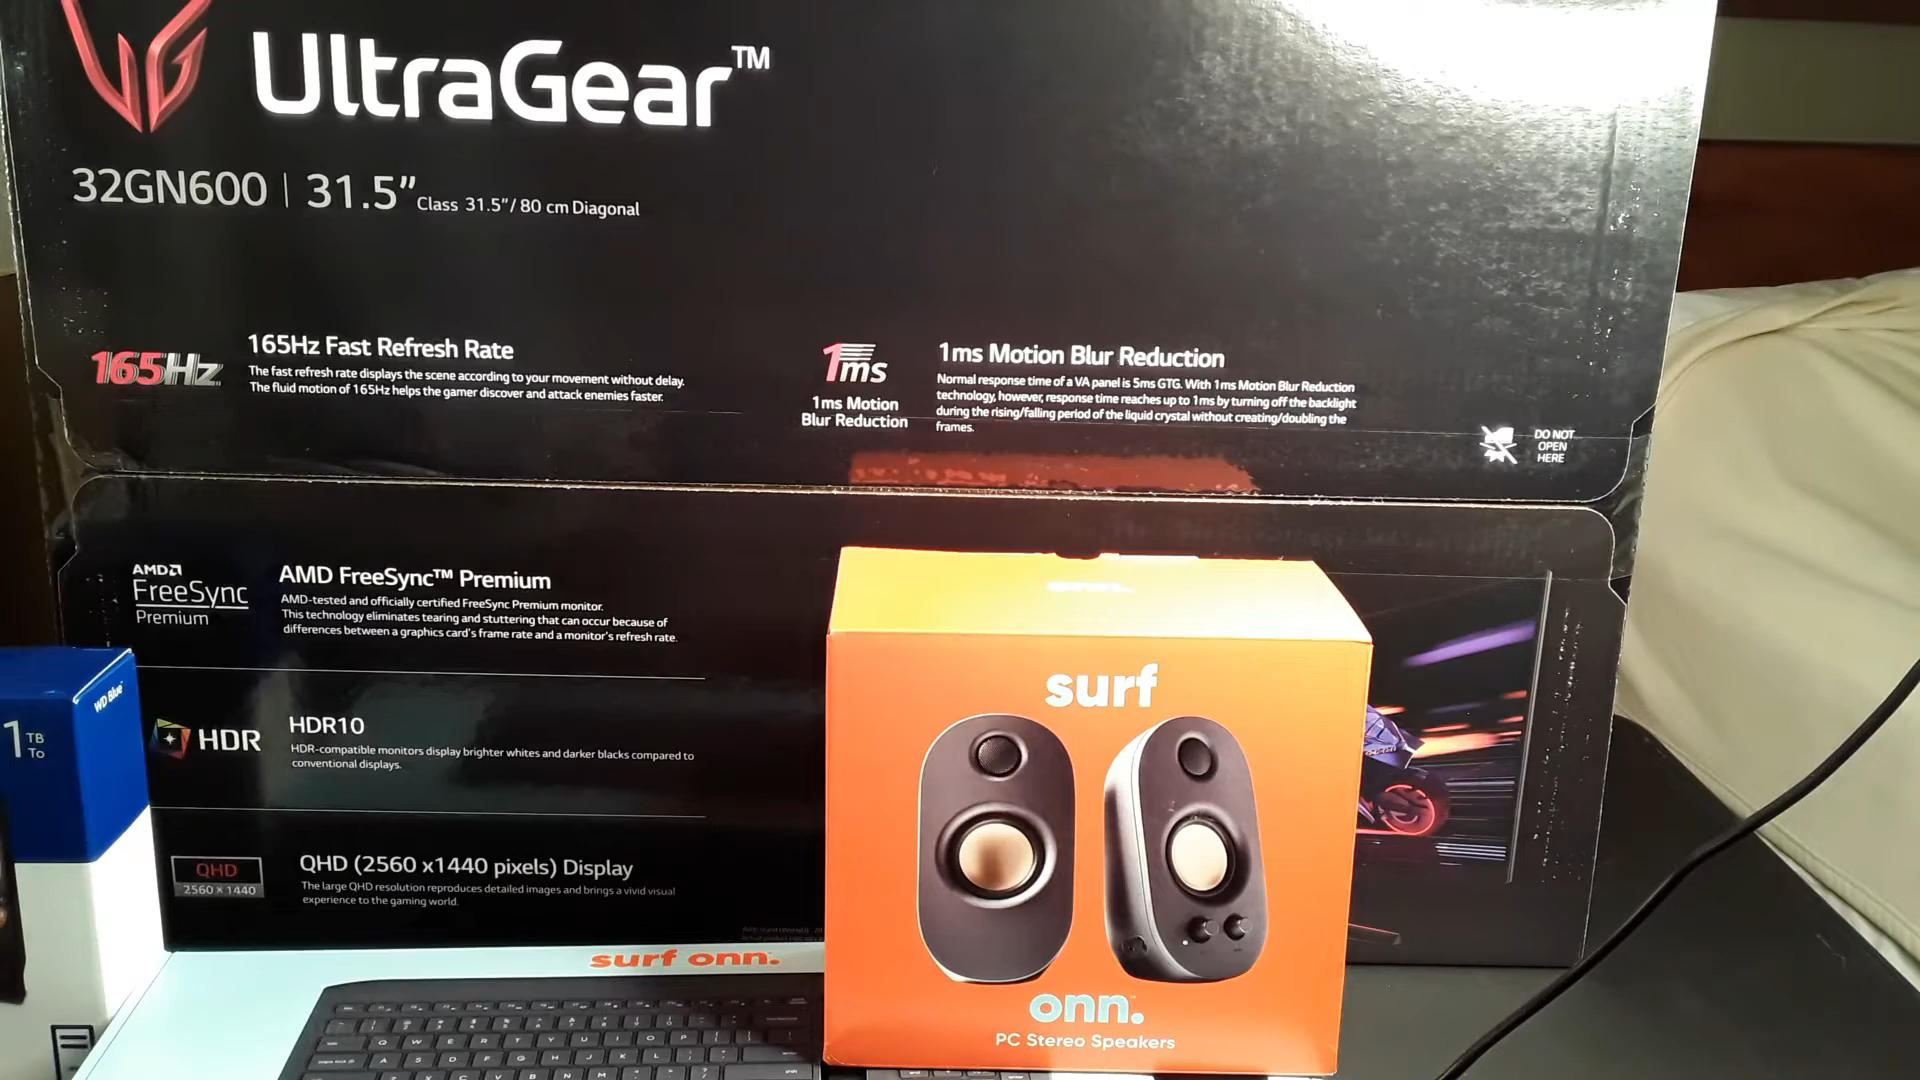 UltraGear™
32GN600 | 31.5” Class 31.5”/ 80 cm Diagonal
165Hz
165Hz Fast Refresh Rate
The fast refresh rate displays the scene according to your movement without delay.
The fluid motion of 165Hz helps the gamer discover and attack enemies faster.
1ms
1ms Motion
Blur Reduction
1ms Motion Blur Reduction
Normal response time of a VA panel is 5ms GTG. With 1ms Motion Blur Reduction
technology, however, response time reaches up to 1ms by turning off the backlight
during the rising/falling period of the liquid crystal without creating/doubling the
frames.
DO NOT
OPEN
HERE
AMD
FreeSync
Premium
AMD FreeSync™ Premium
AMD-tested and officially certified FreeSync Premium monitor.
This technology eliminates tearing and stuttering that can occur because of
differences between a graphics card's frame rate and a monitor's refresh rate.
HDR
HDR10
HDR-compatible monitors display brighter whites and darker blacks compared to
conventional displays.
QHD
2560 x 1440
QHD (2560 x1440 pixels) Display
The large QHD resolution reproduces detailed images and brings a vivid visual
experience to the gaming world.
WD Blue™
1 TB
To
surf onn.
Q W E R T Y U I O P
A S D F G H J K L
Z X C V B N M
onn.
surf
onn.
PC Stereo Speakers